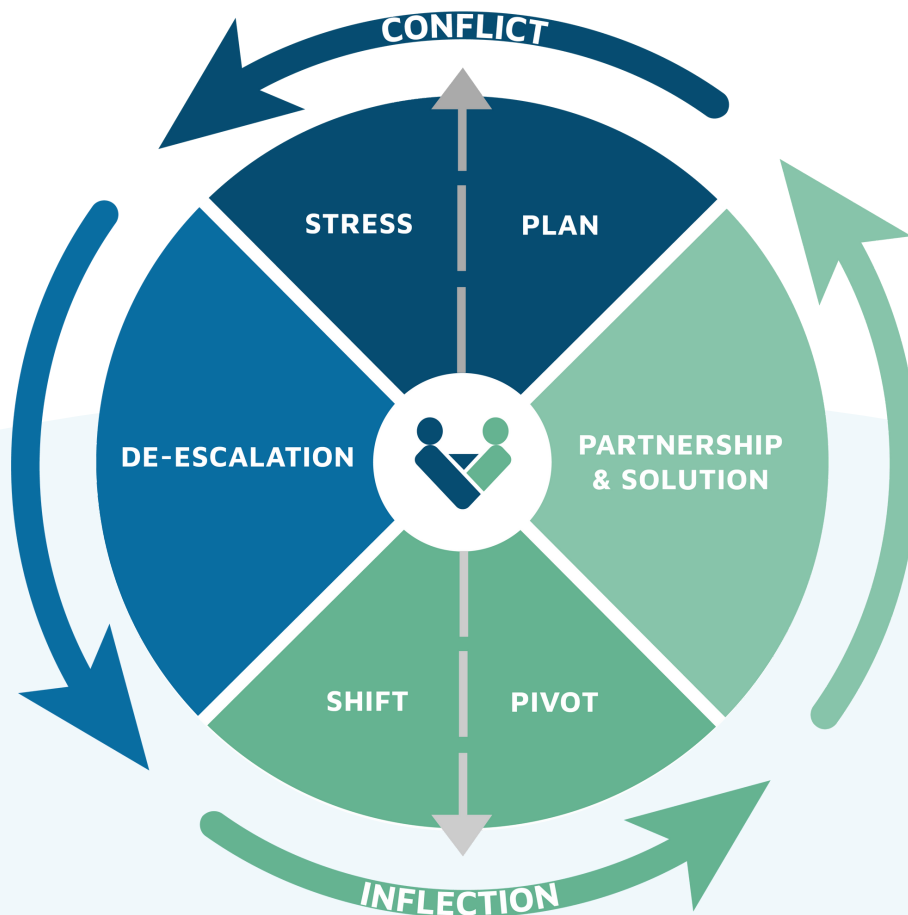 CONFLICT
STRESS
PLAN
DE-ESCALATION
PARTNERSHIP
& SOLUTION
SHIFT
PIVOT
INFLECTION